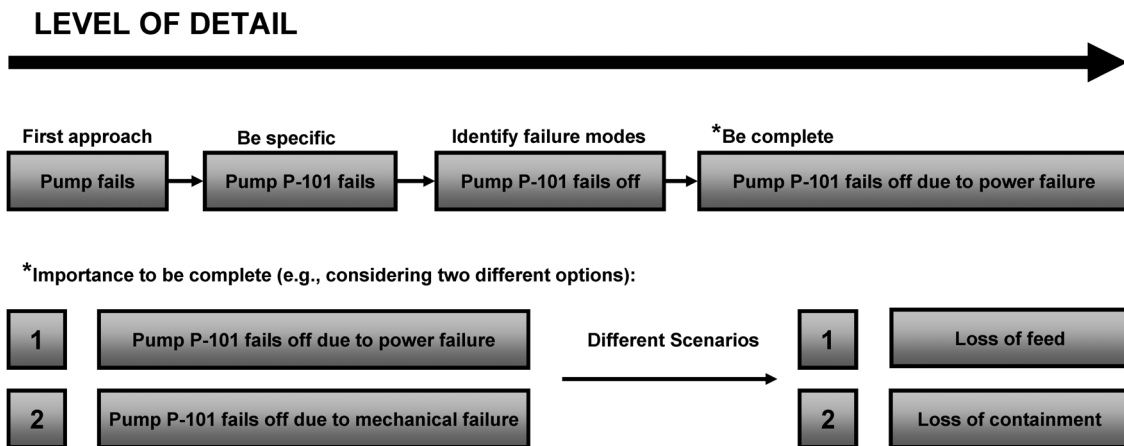 LEVEL OF DETAIL
First approach
Be specific
Identify failure modes
*Be complete
Pump fails
Pump P-101 fails
Pump P-101 fails off
Pump P-101 fails off due to power failure
*Importance to be complete (e.g., considering two different options):
1
Pump P-101 fails off due to power failure
Different Scenarios
1
Loss of feed
2
Pump P-101 fails off due to mechanical failure
2
Loss of containment